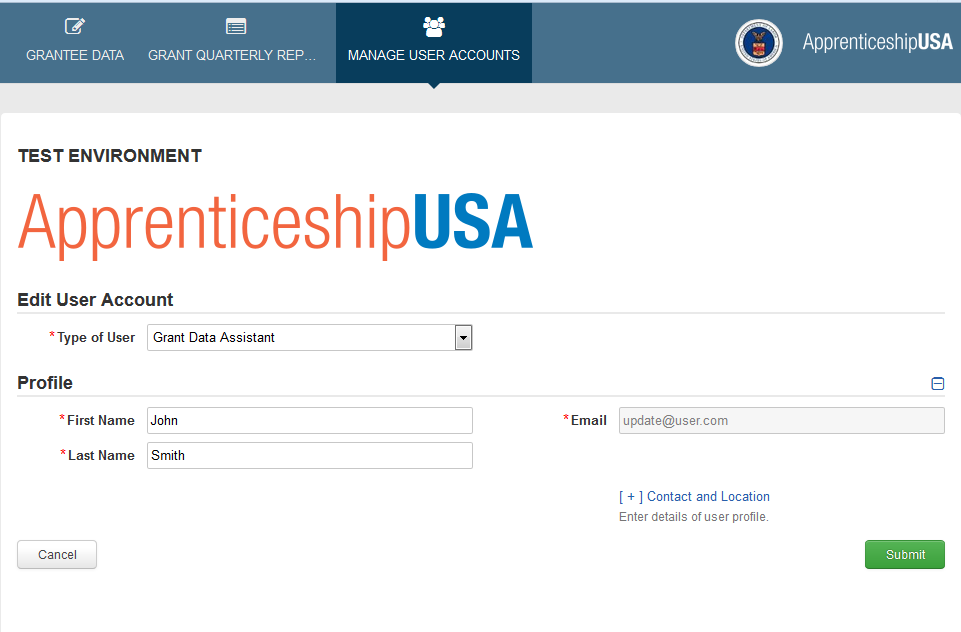 GRANTEE DATA
GRANT QUARTERLY REP...
MANAGE USER ACCOUNTS
ApprenticeshipUSA
TEST ENVIRONMENT
ApprenticeshipUSA
Edit User Account
*Type of User Grant Data Assistant
Profile
*First Name John *Email update@user.com
*Last Name Smith
[ + ] Contact and Location
Enter details of user profile.
Cancel Submit